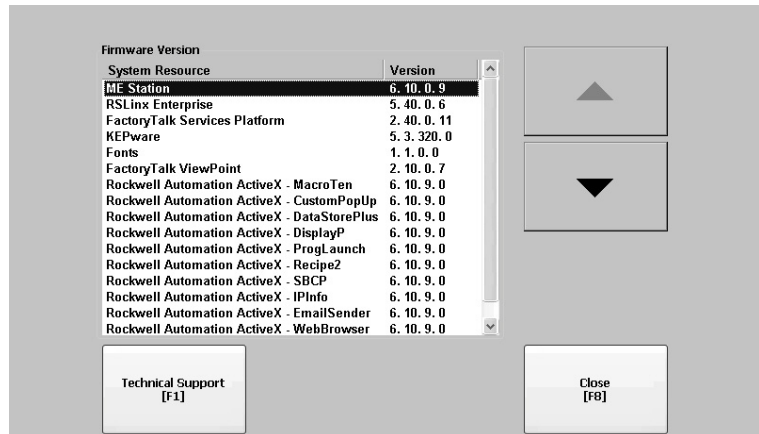 Firmware Version
System Resource Version
ME Station 6. 10. 0. 9
RSLinx Enterprise 5. 40. 0. 6
FactoryTalk Services Platform 2. 40. 0. 11
KEPware 5. 3. 320. 0
Fonts 1. 1. 0. 0
FactoryTalk ViewPoint 2. 10. 0. 7
Rockwell Automation ActiveX - MacroTen 6. 10. 9. 0
Rockwell Automation ActiveX - CustomPopUp 6. 10. 9. 0
Rockwell Automation ActiveX - DataStorePlus 6. 10. 9. 0
Rockwell Automation ActiveX - DisplayP 6. 10. 9. 0
Rockwell Automation ActiveX - ProgLaunch 6. 10. 9. 0
Rockwell Automation ActiveX - Recipe2 6. 10. 9. 0
Rockwell Automation ActiveX - SBCP 6. 10. 9. 0
Rockwell Automation ActiveX - IPInfo 6. 10. 9. 0
Rockwell Automation ActiveX - EmailSender 6. 10. 9. 0
Rockwell Automation ActiveX - WebBrowser 6. 10. 9. 0
Technical Support
[F1]
Close
[F8]